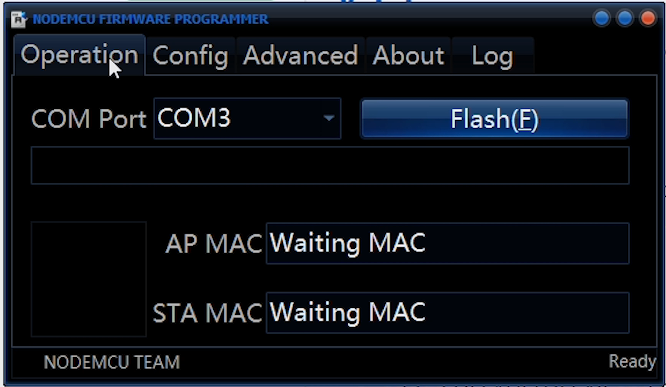 NODEMCU FIRMWARE PROGRAMMER
Operation Config Advanced About Log
COM Port COM3 Flash(F)
AP MAC Waiting MAC
STA MAC Waiting MAC
NODEMCU TEAM Ready